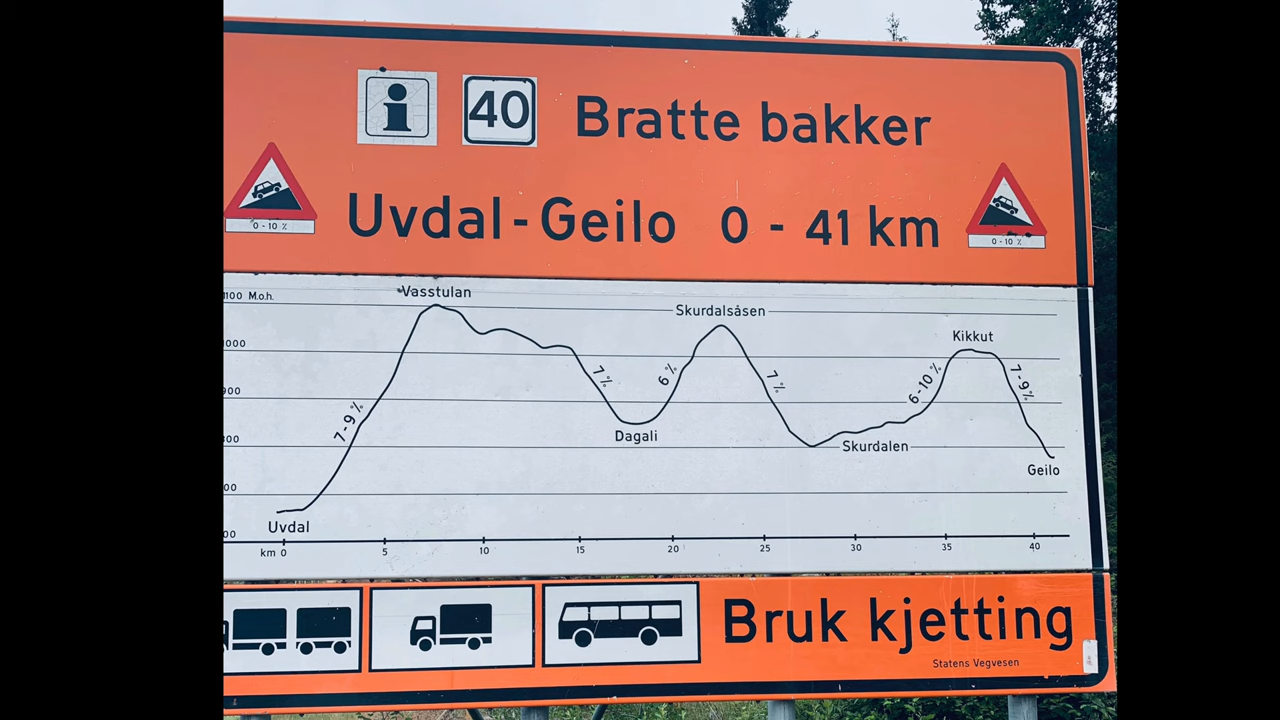 i 40 Bratte bakker
0 - 10 %
Uvdal - Geilo 0 - 41 km
0 - 10 %
1100 M.o.h.
Vasstulan
Skurdalsåsen
Kikkut
1000
7 %
6 %
7 %
6 - 10 %
7 - 9 %
900
7 - 9 %
Dagali
800
Skurdalen
Geilo
00
Uvdal
00
km 0 5 10 15 20 25 30 35 40
Bruk kjetting
Statens Vegvesen